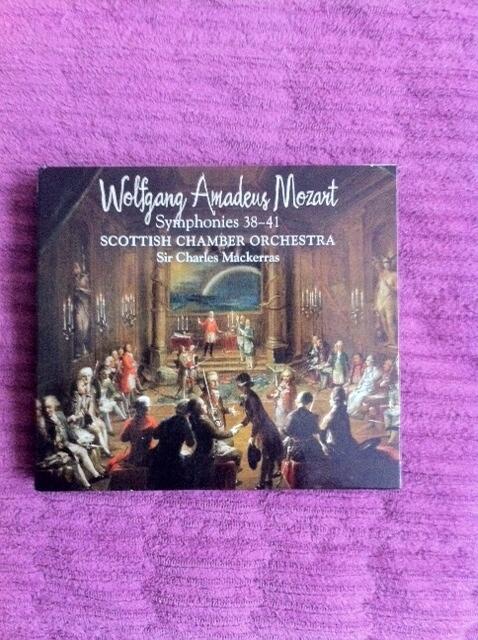 Wolfgang Amadeus Mozart
Symphonies 38–41
SCOTTISH CHAMBER ORCHESTRA
Sir Charles Mackerras